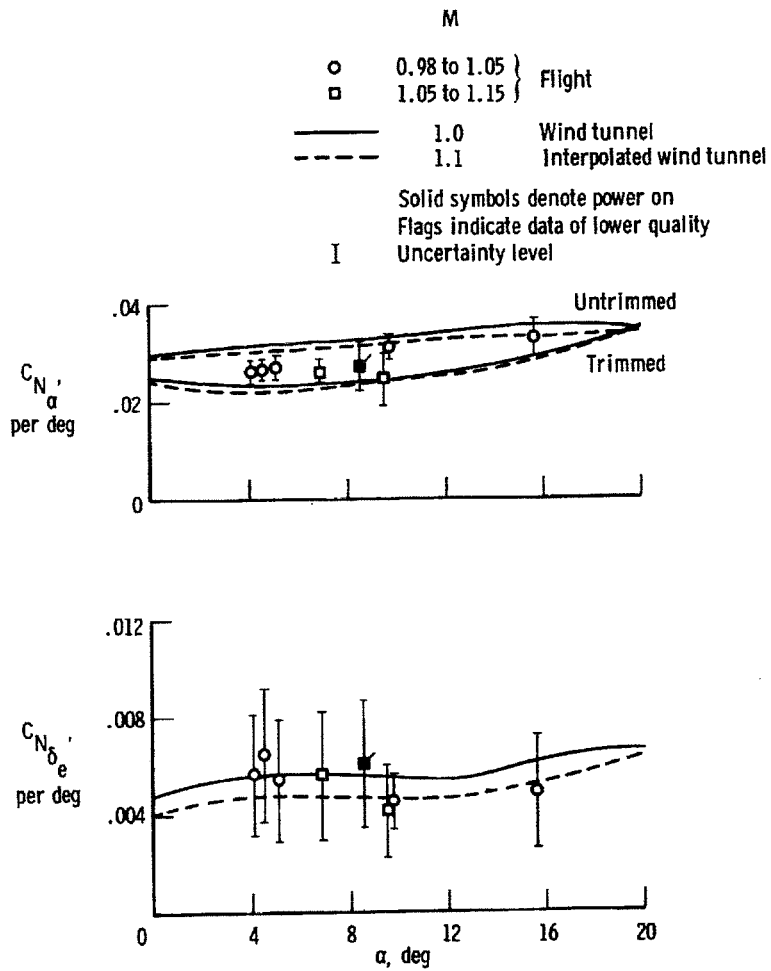 M
0.98 to 1.05 } Flight
1.05 to 1.15
1.0 Wind tunnel
1.1 Interpolated wind tunnel
Solid symbols denote power on
Flags indicate data of lower quality
Uncertainty level
.04
Untrimmed
C_Nα,
per deg
.02
Trimmed
0
.012
.008
C_Nδe,
per deg
.004
0 4 8 12 16 20
α, deg